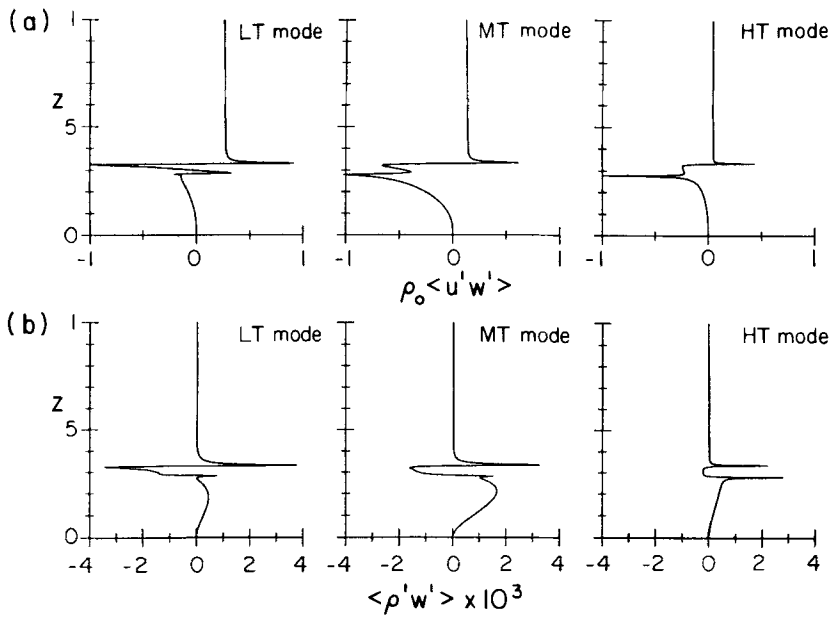 (a)
LT mode
MT mode
HT mode
1
Z
5
0
-1 0 1
-1 0 1
-1 0 1
ρ₀<u'w'>
(b)
LT mode
MT mode
HT mode
1
Z
5
0
-4 -2 0 2 4
-4 -2 0 2 4
-4 -2 0 2 4
<ρ'w'> ×10³